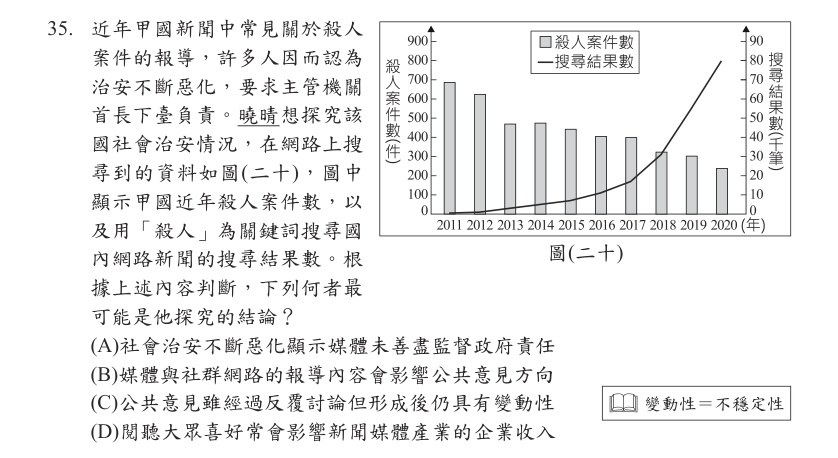 35. 近年甲國新聞中常見關於殺人
案件的報導，許多人因而認為
治安不斷惡化，要求主管機關
首長下臺負責。曉晴想探究該
國社會治安情況，在網路上搜
尋到的資料如圖(二十)，圖中
顯示甲國近年殺人案件數，以
及用「殺人」為關鍵詞搜尋國
內網路新聞的搜尋結果數。根
據上述內容判斷，下列何者最
可能是他探究的結論？
殺人案件數(件)
900
800
700
600
500
400
300
200
100
0
殺人案件數
搜尋結果數
90
80
70
60
50
40
30
20
10
0
搜尋結果數(千筆)
2011 2012 2013 2014 2015 2016 2017 2018 2019 2020 (年)
圖(二十)
(A)社會治安不斷惡化顯示媒體未善盡監督政府責任
(B)媒體與社群網路的報導內容會影響公共意見方向
(C)公共意見雖經過反覆討論但形成後仍具有變動性
(D)閱聽大眾喜好常會影響新聞媒體產業的企業收入
變動性＝不穩定性